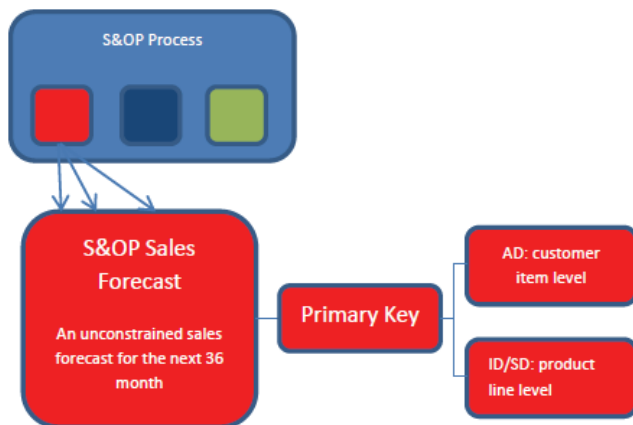 S&OP Process
S&OP Sales
Forecast
An unconstrained sales
forecast for the next 36
month
Primary Key
AD: customer
item level
ID/SD: product
line level